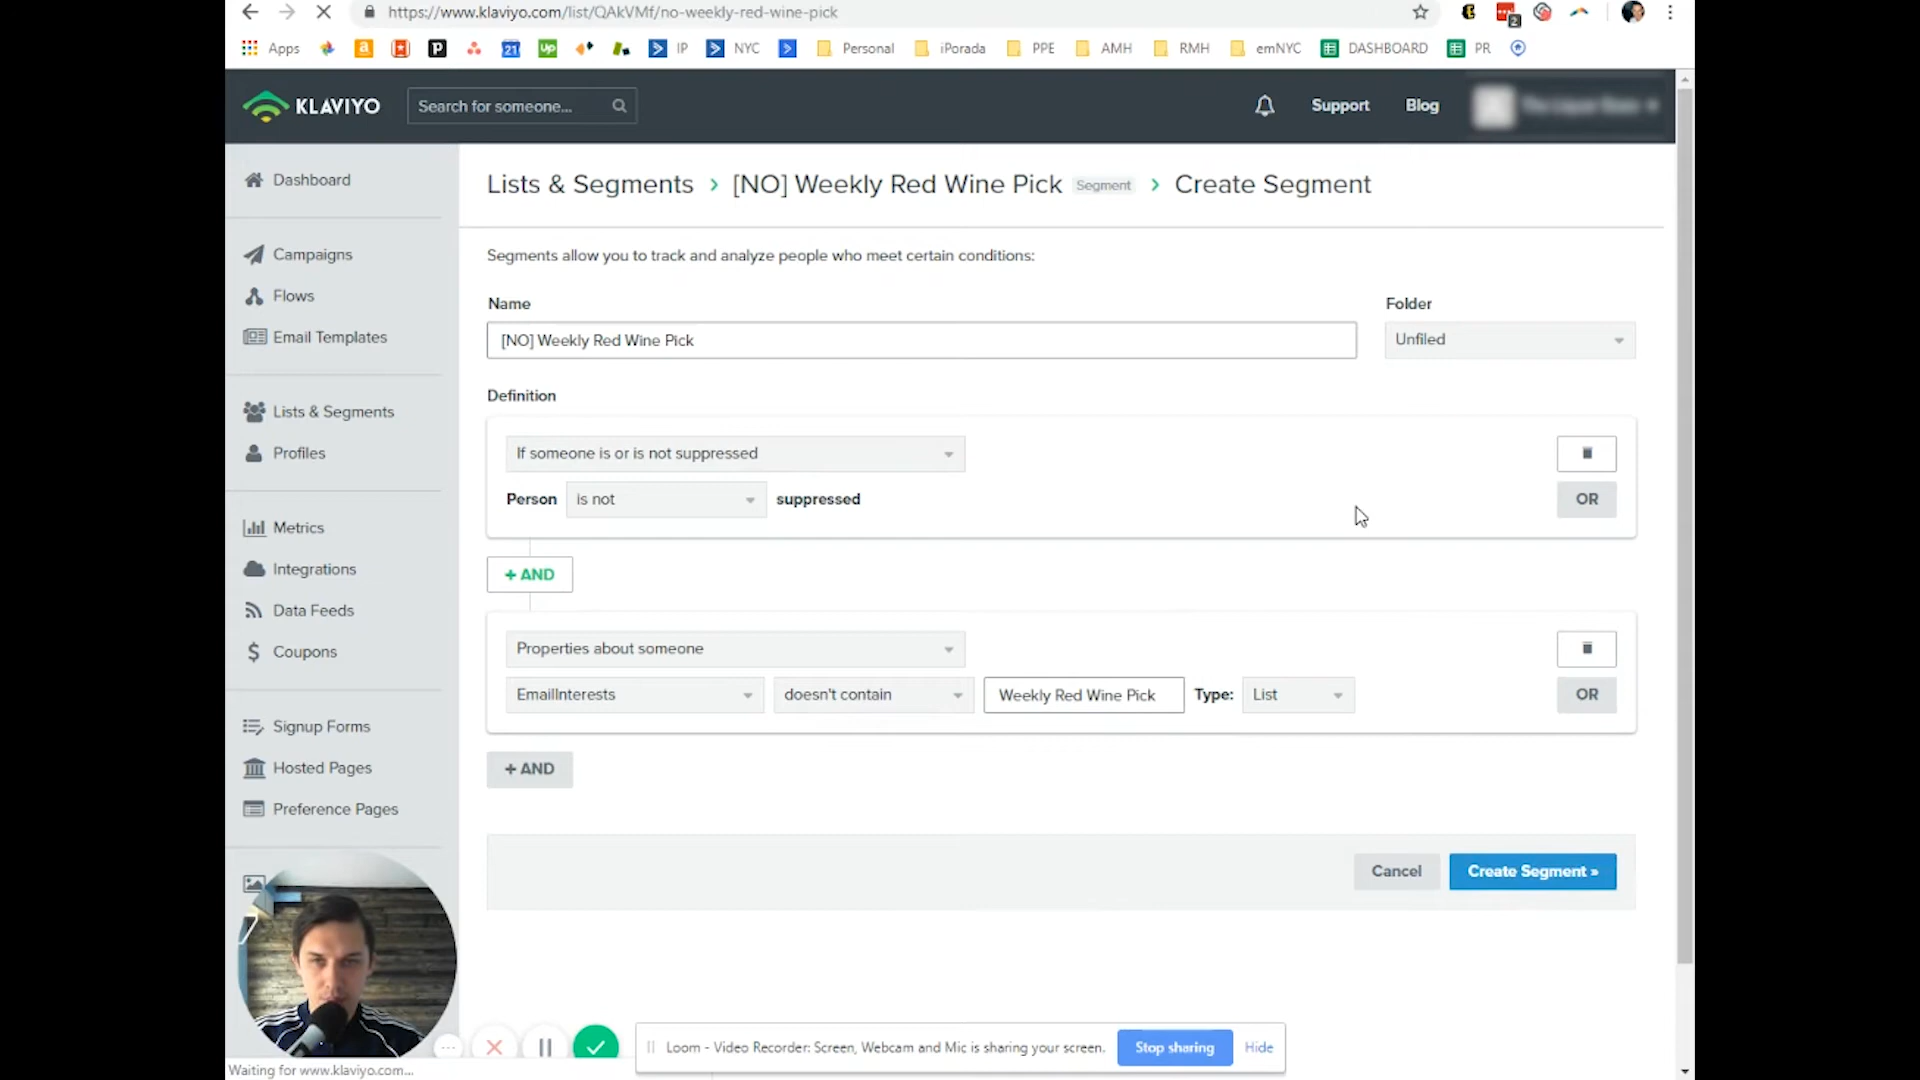 https://www.klaviyo.com/list/QAkVMf/no-weekly-red-wine-pick
2
Apps
21
up
IP
NYC
Personal
iPorada
PPE
AMH
RMH
emNYC
DASHBOARD
PR
KLAVIYO
Search for someone...
Support
Blog
Dashboard
Campaigns
Flows
Email Templates
Lists & Segments
Profiles
Metrics
Integrations
Data Feeds
Coupons
Signup Forms
Hosted Pages
Preference Pages
Lists & Segments › [NO] Weekly Red Wine Pick Segment › Create Segment
Segments allow you to track and analyze people who meet certain conditions:
Name
Folder
[NO] Weekly Red Wine Pick
Unfiled
Definition
If someone is or is not suppressed
Person is not suppressed
OR
+ AND
Properties about someone
EmailInterests doesn't contain Weekly Red Wine Pick Type: List
OR
+ AND
Cancel
Create Segment »
Loom - Video Recorder: Screen, Webcam and Mic is sharing your screen.
Stop sharing
Hide
Waiting for www.klaviyo.com...